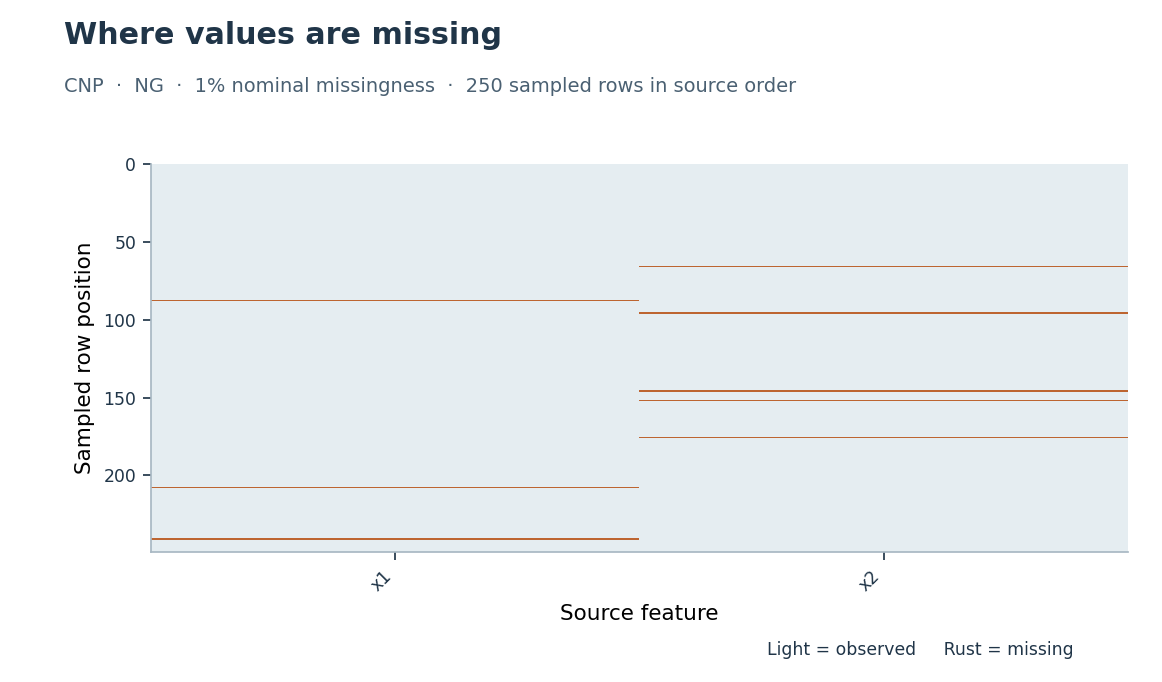 Where values are missing
CNP · NG · 1% nominal missingness · 250 sampled rows in source order
0
50
100
150
200
Sampled row position
x1
x2
Source feature
Light = observed Rust = missing